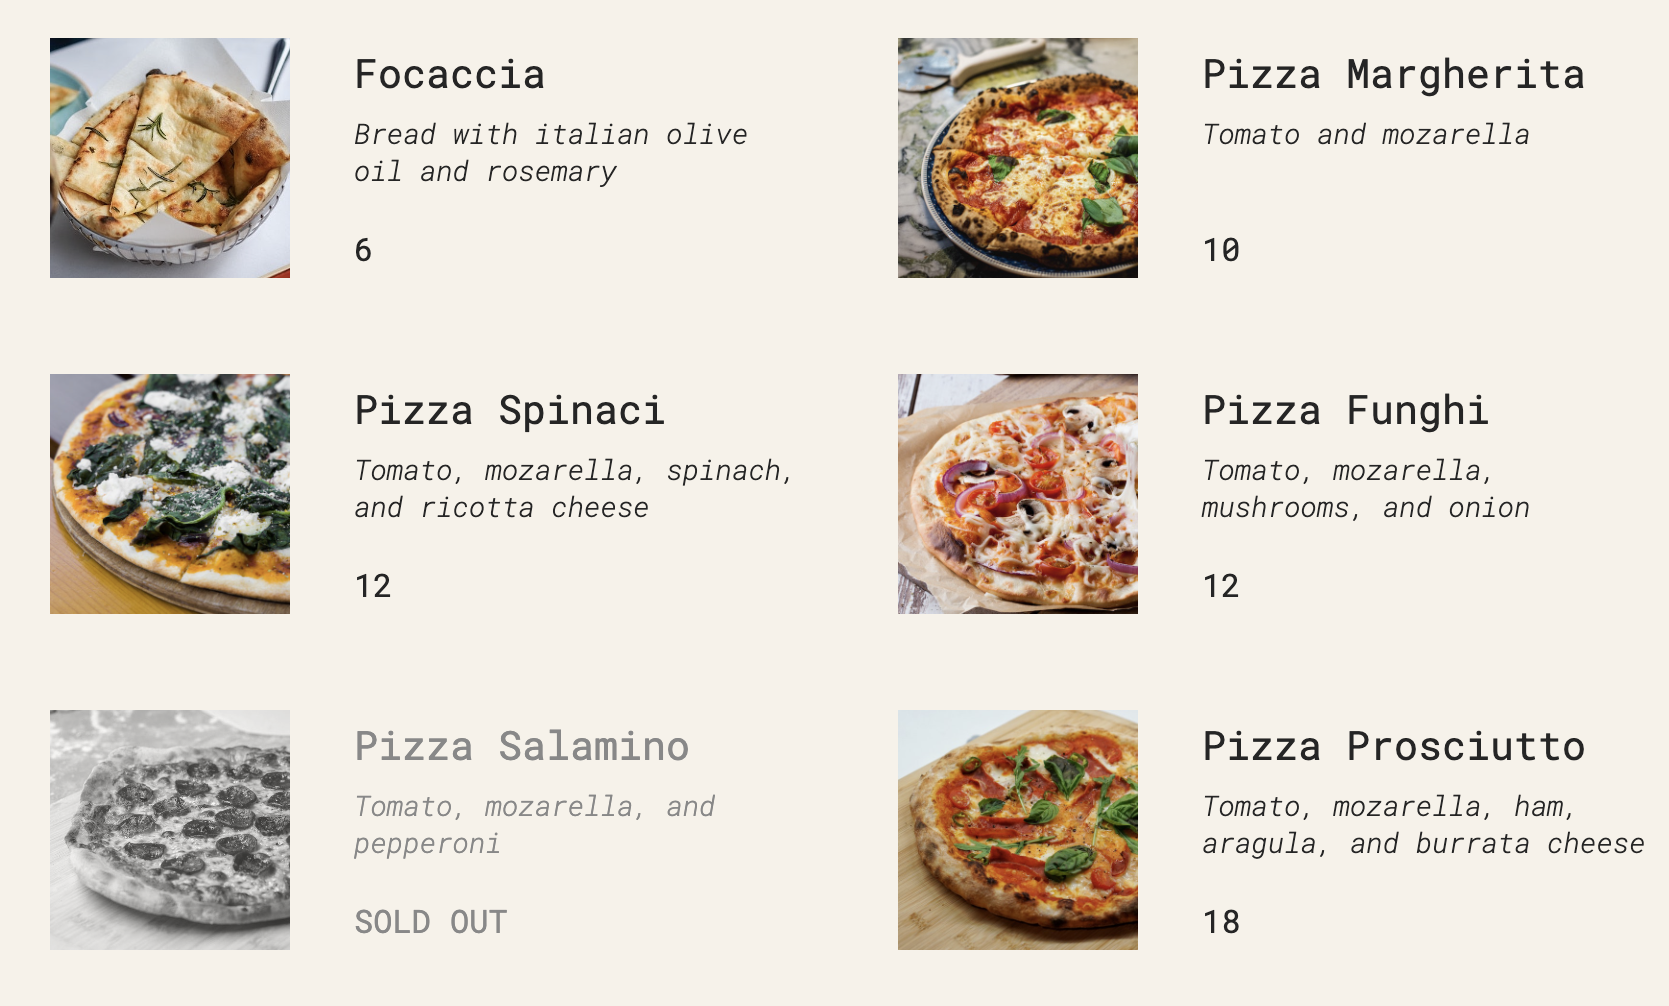 Focaccia
Bread with italian olive
oil and rosemary
6
Pizza Margherita
Tomato and mozarella
10
Pizza Spinaci
Tomato, mozarella, spinach,
and ricotta cheese
12
Pizza Funghi
Tomato, mozarella,
mushrooms, and onion
12
Pizza Salamino
Tomato, mozarella, and
pepperoni
SOLD OUT
Pizza Prosciutto
Tomato, mozarella, ham,
aragula, and burrata cheese
18